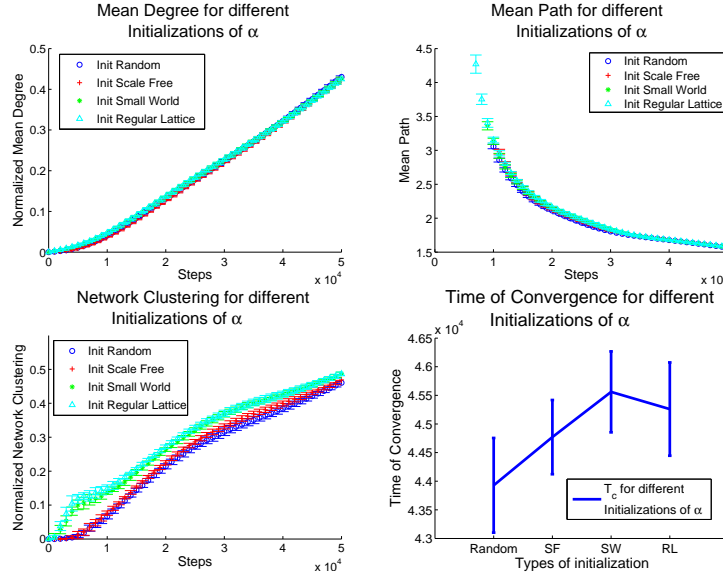 Mean Degree for different
Initializations of α
Normalized Mean Degree
0.5
0.4
0.3
0.2
0.1
0
Init Random
Init Scale Free
Init Small World
Init Regular Lattice
0 1 2 3 4 5
Steps
x 10^4
Mean Path for different
Initializations of α
Mean Path
4.5
4
3.5
3
2.5
2
1.5
Init Random
Init Scale Free
Init Small World
Init Regular Lattice
0 1 2 3 4
Steps
Network Clustering for different
Initializations of α
Normalized Network Clustering
0.5
0.4
0.3
0.2
0.1
0
Init Random
Init Scale Free
Init Small World
Init Regular Lattice
0 1 2 3 4 5
Steps
x 10^4
Time of Convergence for different
Initializations of α
x 10^4
Time of Convergence
4.65
4.6
4.55
4.5
4.45
4.4
4.35
4.3
T_c for different
Initializations of α
Random SF SW RL
Types of initialization